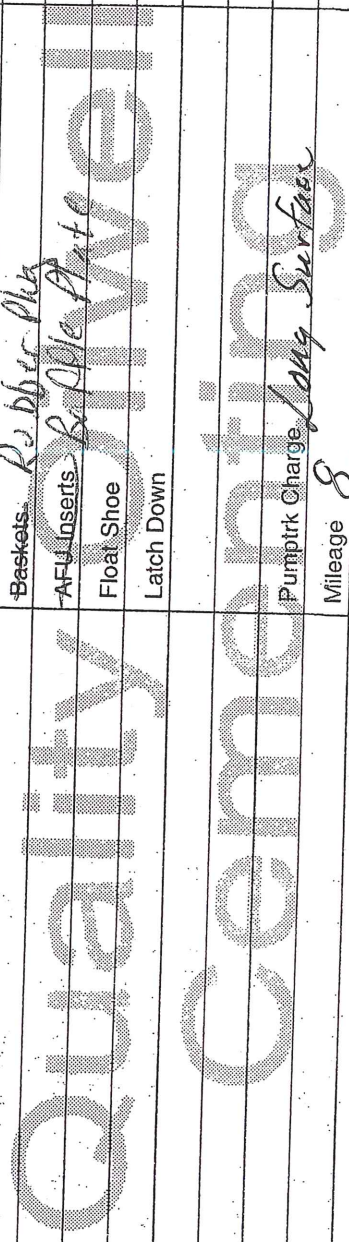 Baskets Rubber Plug
AFU Inserts Baffle Plate
Float Shoe
Latch Down
Pumptrk Charge Long Surface
Mileage 8
Quality Oilwell
Cementing